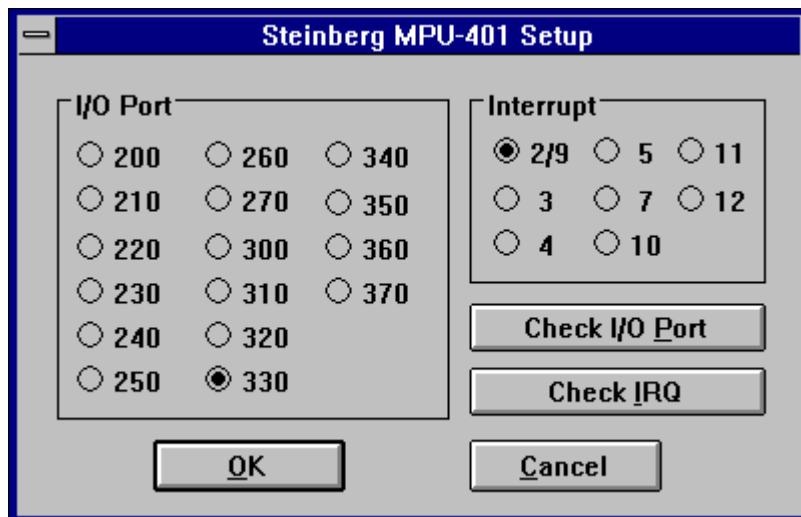 Steinberg MPU-401 Setup
I/O Port
200 260 340
210 270 350
220 300 360
230 310 370
240 320
250 330
Interrupt
2/9 5 11
3 7 12
4 10
Check I/O Port
Check IRQ
OK
Cancel